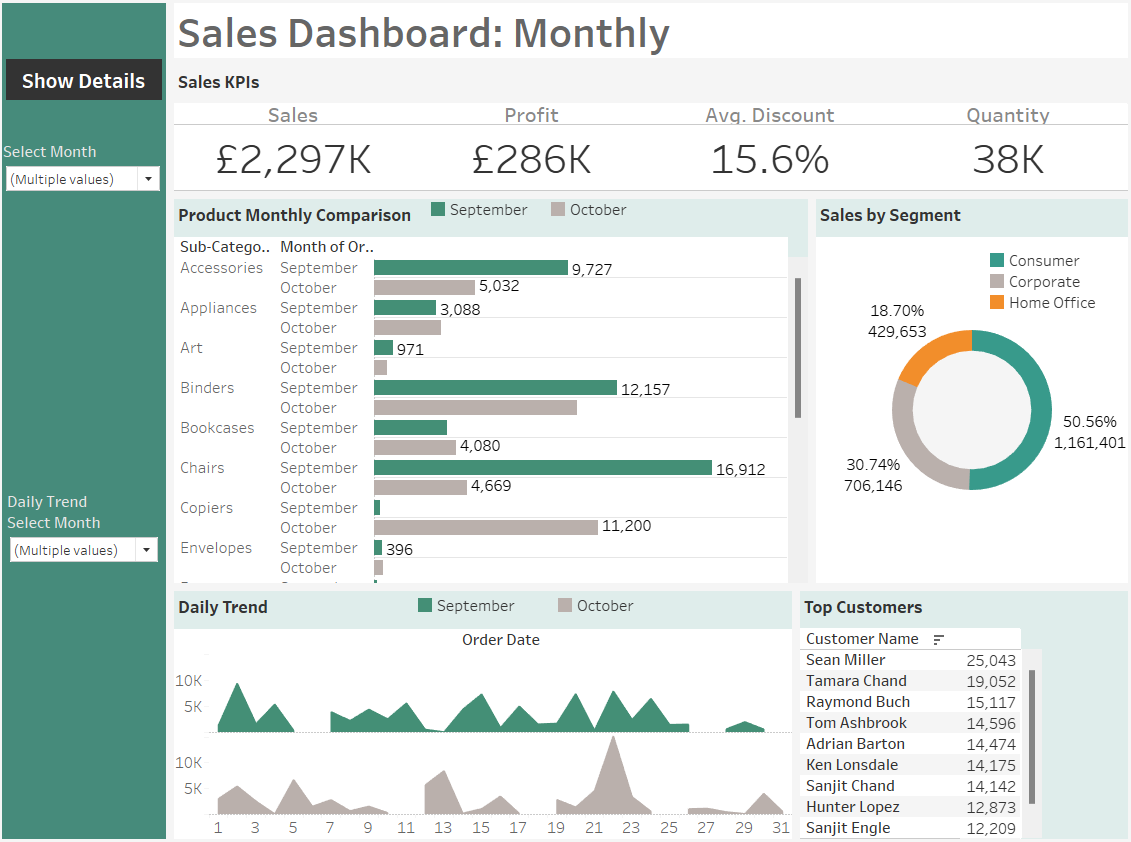 Sales Dashboard: Monthly
Show Details
Sales KPIs
Sales Profit Avg. Discount Quantity
£2,297K £286K 15.6% 38K
Select Month
(Multiple values)
Product Monthly Comparison September October
Sub-Catego.. Month of Or..
Accessories September 9,727
October 5,032
Appliances September 3,088
October
Art September 971
October
Binders September 12,157
October
Bookcases September
October 4,080
Chairs September 16,912
October 4,669
Copiers September
October 11,200
Envelopes September 396
October
Sales by Segment
Consumer
Corporate
Home Office
18.70%
429,653
50.56%
1,161,401
30.74%
706,146
Daily Trend
Select Month
(Multiple values)
Daily Trend September October
Order Date
10K
5K
10K
5K
1 3 5 7 9 11 13 15 17 19 21 23 25 27 29 31
Top Customers
Customer Name
Sean Miller 25,043
Tamara Chand 19,052
Raymond Buch 15,117
Tom Ashbrook 14,596
Adrian Barton 14,474
Ken Lonsdale 14,175
Sanjit Chand 14,142
Hunter Lopez 12,873
Sanjit Engle 12,209